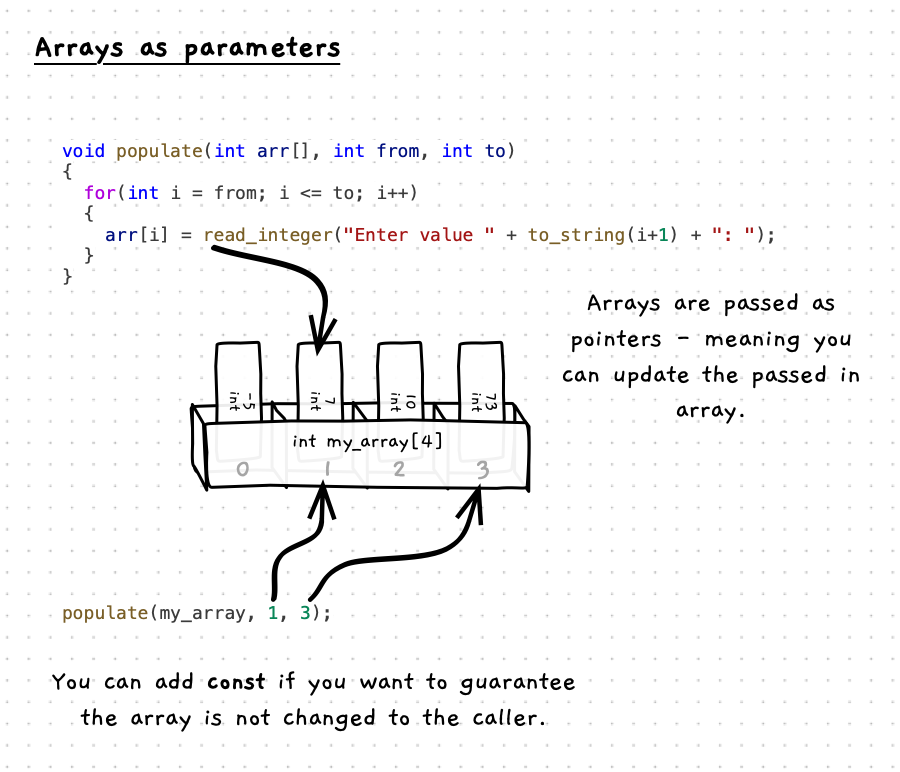 Arrays as parameters
void populate(int arr[], int from, int to)
{
for(int i = from; i <= to; i++)
{
arr[i] = read_integer("Enter value " + to_string(i+1) + ": ");
}
}
Arrays are passed as
pointers - meaning you
can update the passed in
array.
-5
int
7
int
10
int
73
int
int my_array[4]
0 1 2 3
populate(my_array, 1, 3);
You can add const if you want to guarantee
the array is not changed to the caller.